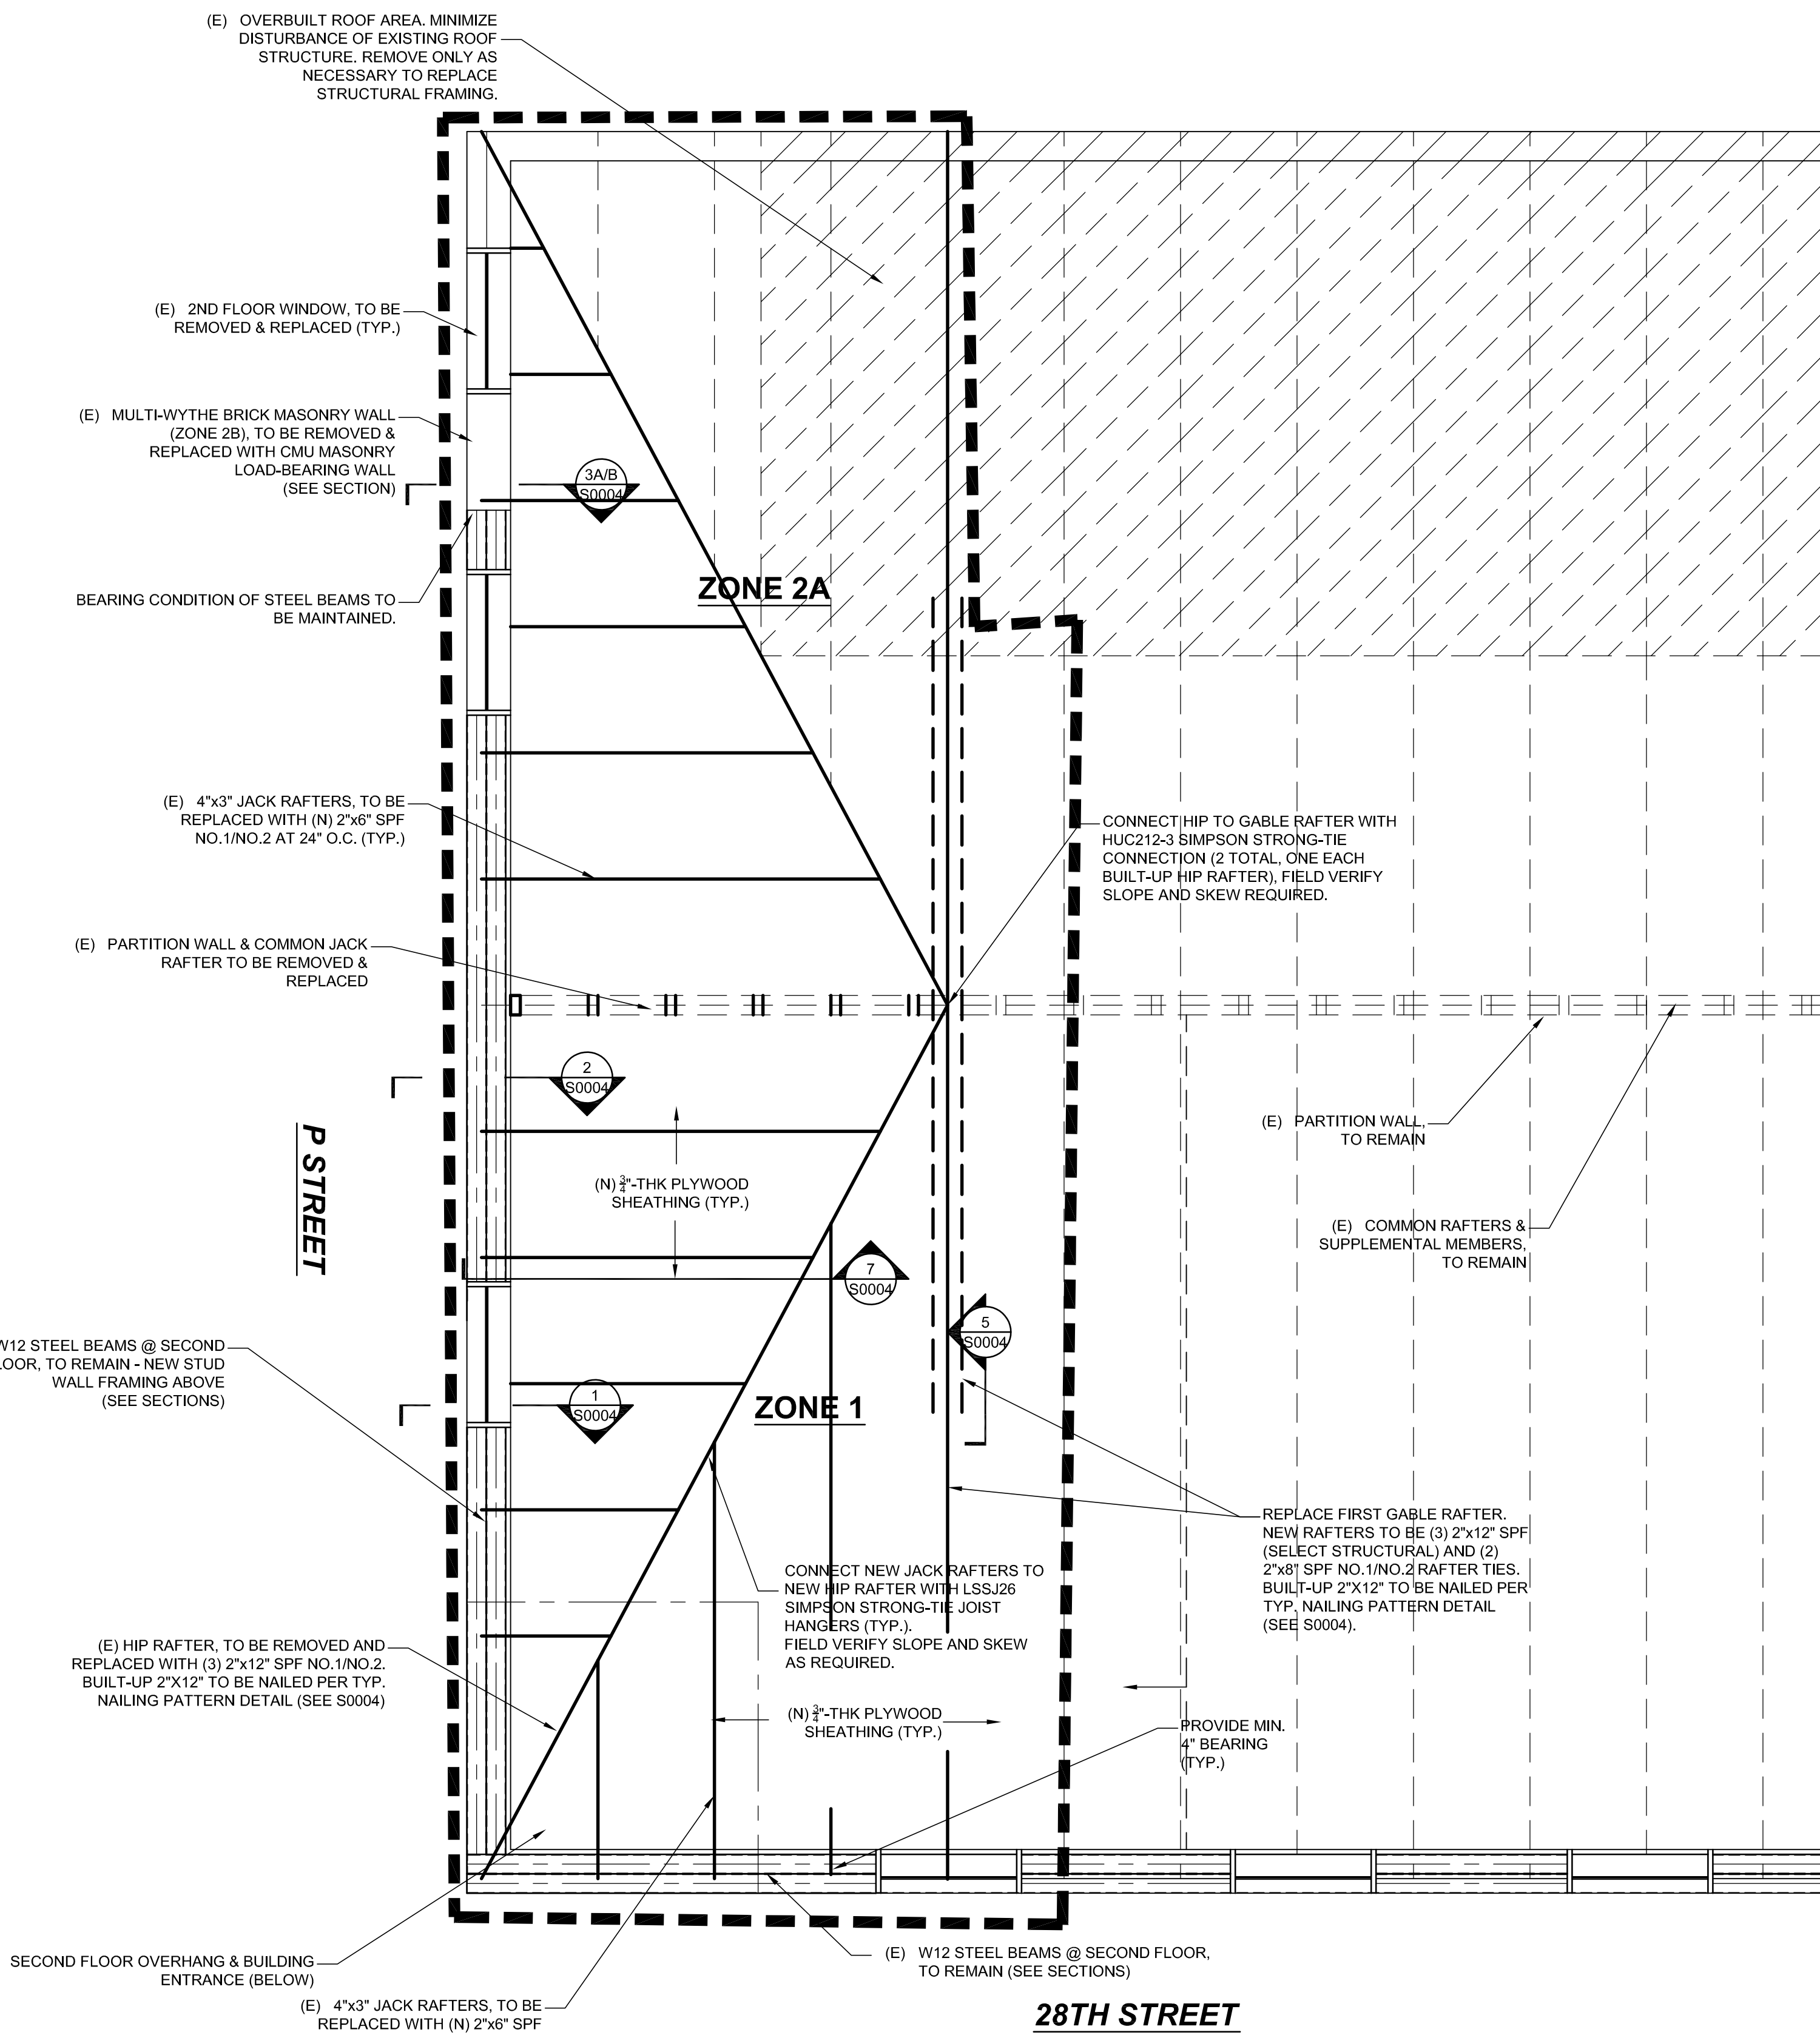 (E) OVERBUILT ROOF AREA. MINIMIZE
DISTURBANCE OF EXISTING ROOF
STRUCTURE. REMOVE ONLY AS
NECESSARY TO REPLACE
STRUCTURAL FRAMING.
(E) 2ND FLOOR WINDOW, TO BE
REMOVED & REPLACED (TYP.)
(E) MULTI-WYTHE BRICK MASONRY WALL
(ZONE 2B), TO BE REMOVED &
REPLACED WITH CMU MASONRY
LOAD-BEARING WALL
(SEE SECTION)
3A/B
S0004
ZONE 2A
BEARING CONDITION OF STEEL BEAMS TO
BE MAINTAINED.
(E) 4"x3" JACK RAFTERS, TO BE
REPLACED WITH (N) 2"x6" SPF
NO.1/NO.2 AT 24" O.C. (TYP.)
CONNECT HIP TO GABLE RAFTER WITH
HUC212-3 SIMPSON STRONG-TIE
CONNECTION (2 TOTAL, ONE EACH
BUILT-UP HIP RAFTER), FIELD VERIFY
SLOPE AND SKEW REQUIRED.
(E) PARTITION WALL & COMMON JACK
RAFTER TO BE REMOVED &
REPLACED
2
S0004
P STREET
(E) PARTITION WALL,
TO REMAIN
(N) 3/4"-THK PLYWOOD
SHEATHING (TYP.)
(E) COMMON RAFTERS &
SUPPLEMENTAL MEMBERS,
TO REMAIN
7
S0004
5
S0004
W12 STEEL BEAMS @ SECOND
LOOR, TO REMAIN - NEW STUD
WALL FRAMING ABOVE
(SEE SECTIONS)
1
S0004
ZONE 1
REPLACE FIRST GABLE RAFTER.
NEW RAFTERS TO BE (3) 2"x12" SPF
(SELECT STRUCTURAL) AND (2)
2"x8" SPF NO.1/NO.2 RAFTER TIES.
BUILT-UP 2"X12" TO BE NAILED PER
TYP. NAILING PATTERN DETAIL
(SEE S0004).
CONNECT NEW JACK RAFTERS TO
NEW HIP RAFTER WITH LSSJ26
SIMPSON STRONG-TIE JOIST
HANGERS (TYP.).
FIELD VERIFY SLOPE AND SKEW
AS REQUIRED.
(E) HIP RAFTER, TO BE REMOVED AND
REPLACED WITH (3) 2"x12" SPF NO.1/NO.2.
BUILT-UP 2"X12" TO BE NAILED PER TYP.
NAILING PATTERN DETAIL (SEE S0004)
(N) 3/4"-THK PLYWOOD
SHEATHING (TYP.)
PROVIDE MIN.
4" BEARING
(TYP.)
SECOND FLOOR OVERHANG & BUILDING
ENTRANCE (BELOW)
(E) W12 STEEL BEAMS @ SECOND FLOOR,
TO REMAIN (SEE SECTIONS)
(E) 4"x3" JACK RAFTERS, TO BE
REPLACED WITH (N) 2"x6" SPF
28TH STREET